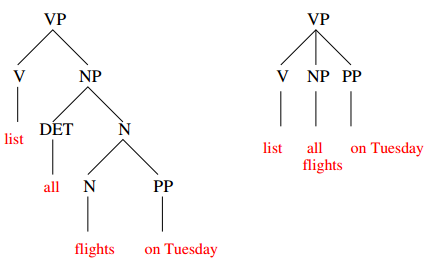 VP
V NP
list DET N
all N PP
flights on Tuesday
VP
V NP PP
list all on Tuesday
flights